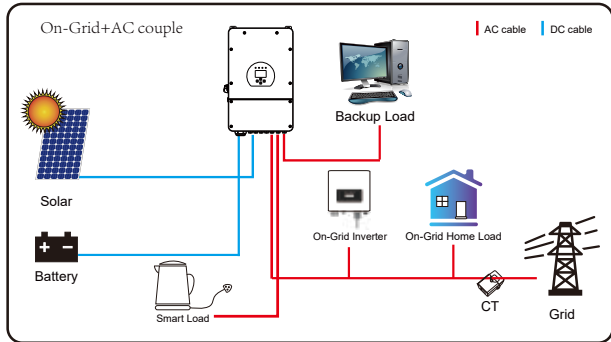 On-Grid+AC couple
AC cable
DC cable
Backup Load
Solar
On-Grid Inverter
On-Grid Home Load
Battery
Smart Load
CT
Grid